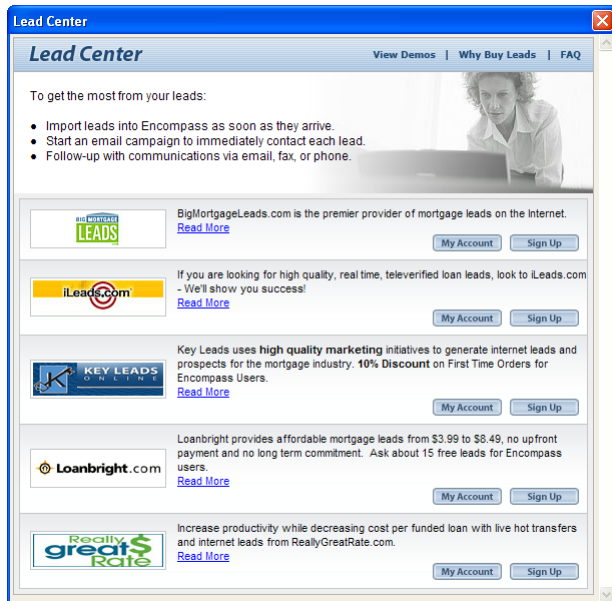 Lead Center
Lead Center
View Demos | Why Buy Leads | FAQ
To get the most from your leads:
● Import leads into Encompass as soon as they arrive.
● Start an email campaign to immediately contact each lead.
● Follow-up with communications via email, fax, or phone.
BIG MORTGAGE
LEADS
BigMortgageLeads.com is the premier provider of mortgage leads on the Internet.
Read More
My Account Sign Up
iLeads.com
If you are looking for high quality, real time, televerified loan leads, look to iLeads.com
- We'll show you success!
Read More
My Account Sign Up
K
KEY LEADS
ONLINE
Key Leads uses high quality marketing initiatives to generate internet leads and
prospects for the mortgage industry. 10% Discount on First Time Orders for
Encompass Users.
Read More
My Account Sign Up
Loanbright.com
Loanbright provides affordable mortgage leads from $3.99 to $8.49, no upfront
payment and no long term commitment. Ask about 15 free leads for Encompass
users.
Read More
My Account Sign Up
Really
great$
Rate
Increase productivity while decreasing cost per funded loan with live hot transfers
and internet leads from ReallyGreatRate.com.
Read More
My Account Sign Up